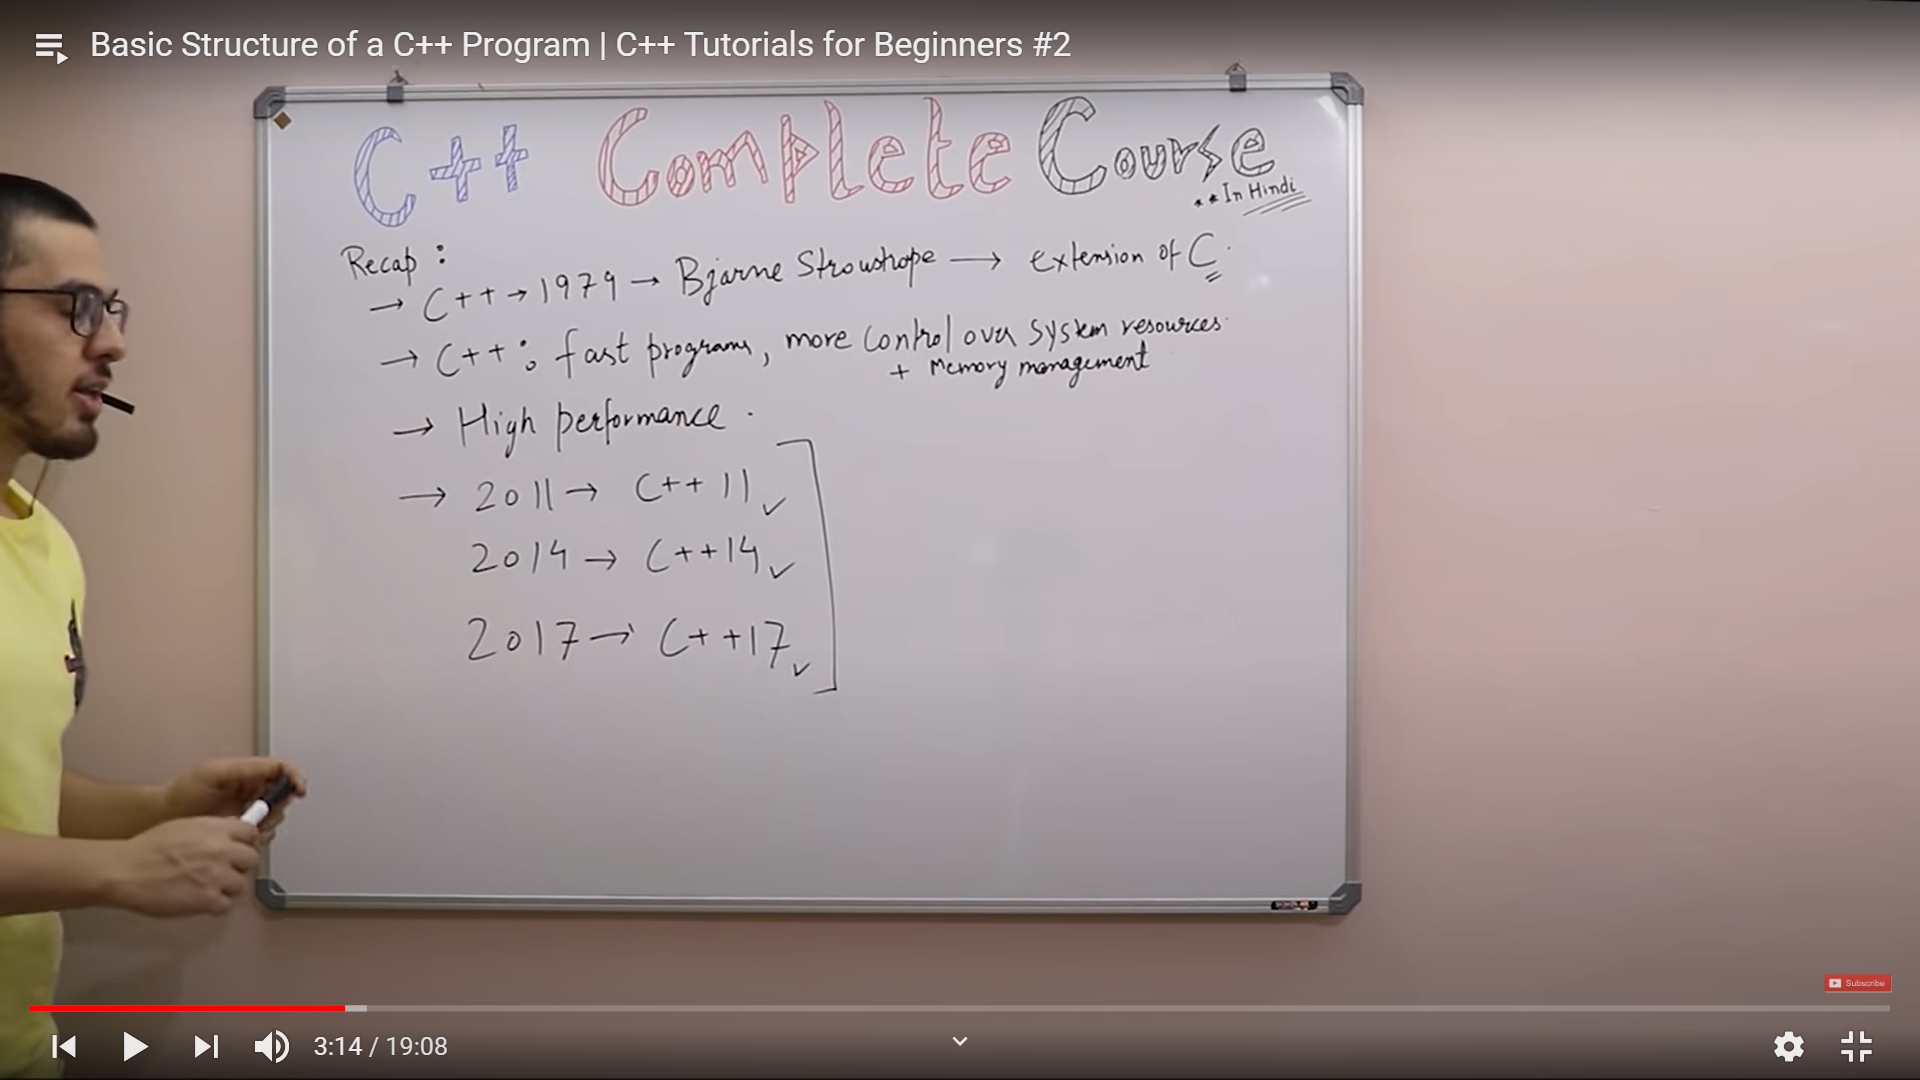 Basic Structure of a C++ Program | C++ Tutorials for Beginners #2
C++ Complete Course
**In Hindi
Recap :
→ C++ → 1979 → Bjarne Stroustrope → extension of C.
→ C++ : fast programs, more control over system resources.
+ Memory management
→ High performance .
→ 2011 → C++ 11 ✓
2014 → C++14 ✓
2017 → C++17 ✓
Subscribe
3:14 / 19:08